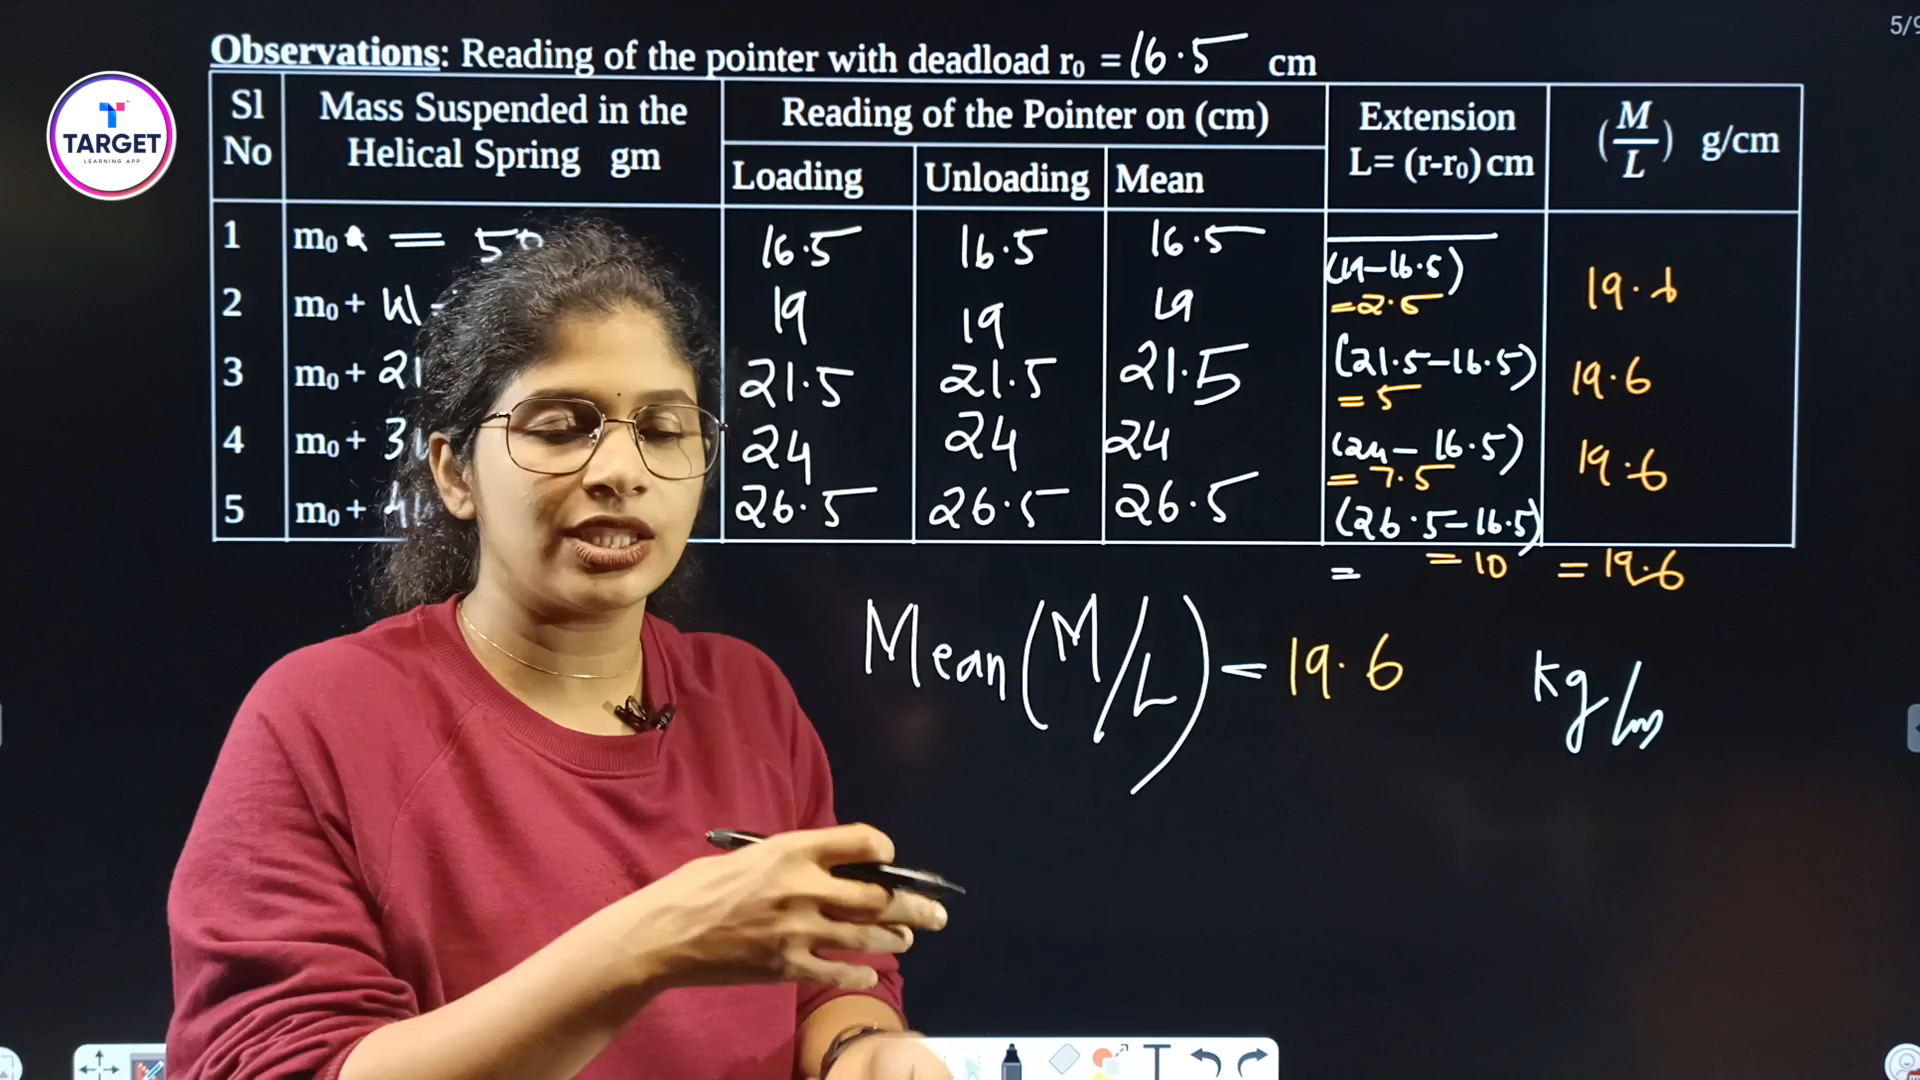 5/9
TARGET
LEARNING APP
Observations: Reading of the pointer with deadload r₀ = 16.5 cm
Sl No
Mass Suspended in the Helical Spring gm
Reading of the Pointer on (cm)
Extension L= (r-r₀) cm
(M/L) g/cm
Loading Unloading Mean
1 m₀ = 50 16.5 16.5 16.5
2 m₀ + 19 19 19 (19-16.5) =2.5 19.6
3 m₀ + 21.5 21.5 21.5 (21.5-16.5) = 5 19.6
4 m₀ + 24 24 24 (24-16.5) = 7.5 19.6
5 m₀ + 26.5 26.5 26.5 (26.5-16.5)
= = 10 = 19.6
Mean (M/L) = 19.6 kg/m
T